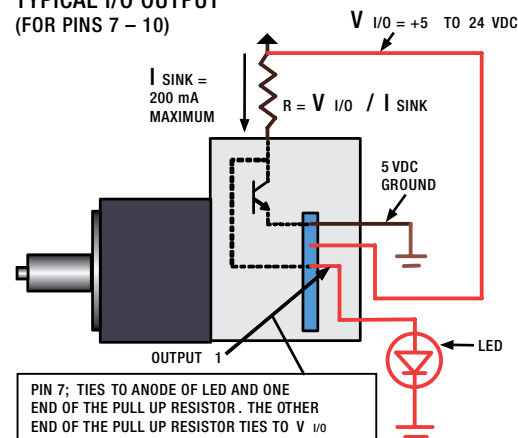 TYPICAL I/O OUTPUT
(FOR PINS 7 – 10)
V I/O = +5 TO 24 VDC
I SINK =
200 mA
MAXIMUM
R = V I/O / I SINK
5 VDC
GROUND
OUTPUT 1
LED
PIN 7; TIES TO ANODE OF LED AND ONE
END OF THE PULL UP RESISTOR. THE OTHER
END OF THE PULL UP RESISTOR TIES TO V I/O